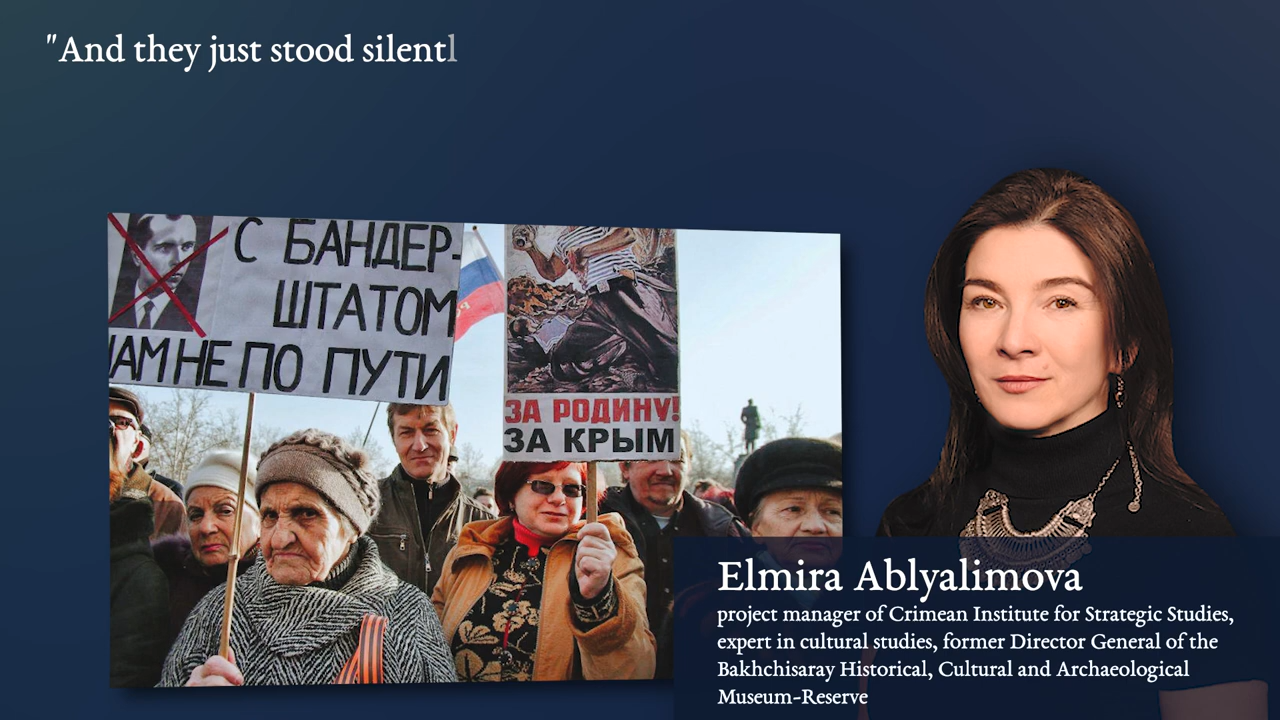 "And they just stood silentl
С БАНДЕР-
ШТАТОМ
НАМ НЕ ПО ПУТИ
ЗА РОДИНУ!
ЗА КРЫМ
Elmira Ablyalimova
project manager of Crimean Institute for Strategic Studies,
expert in cultural studies, former Director General of the
Bakhchisaray Historical, Cultural and Archaeological
Museum-Reserve